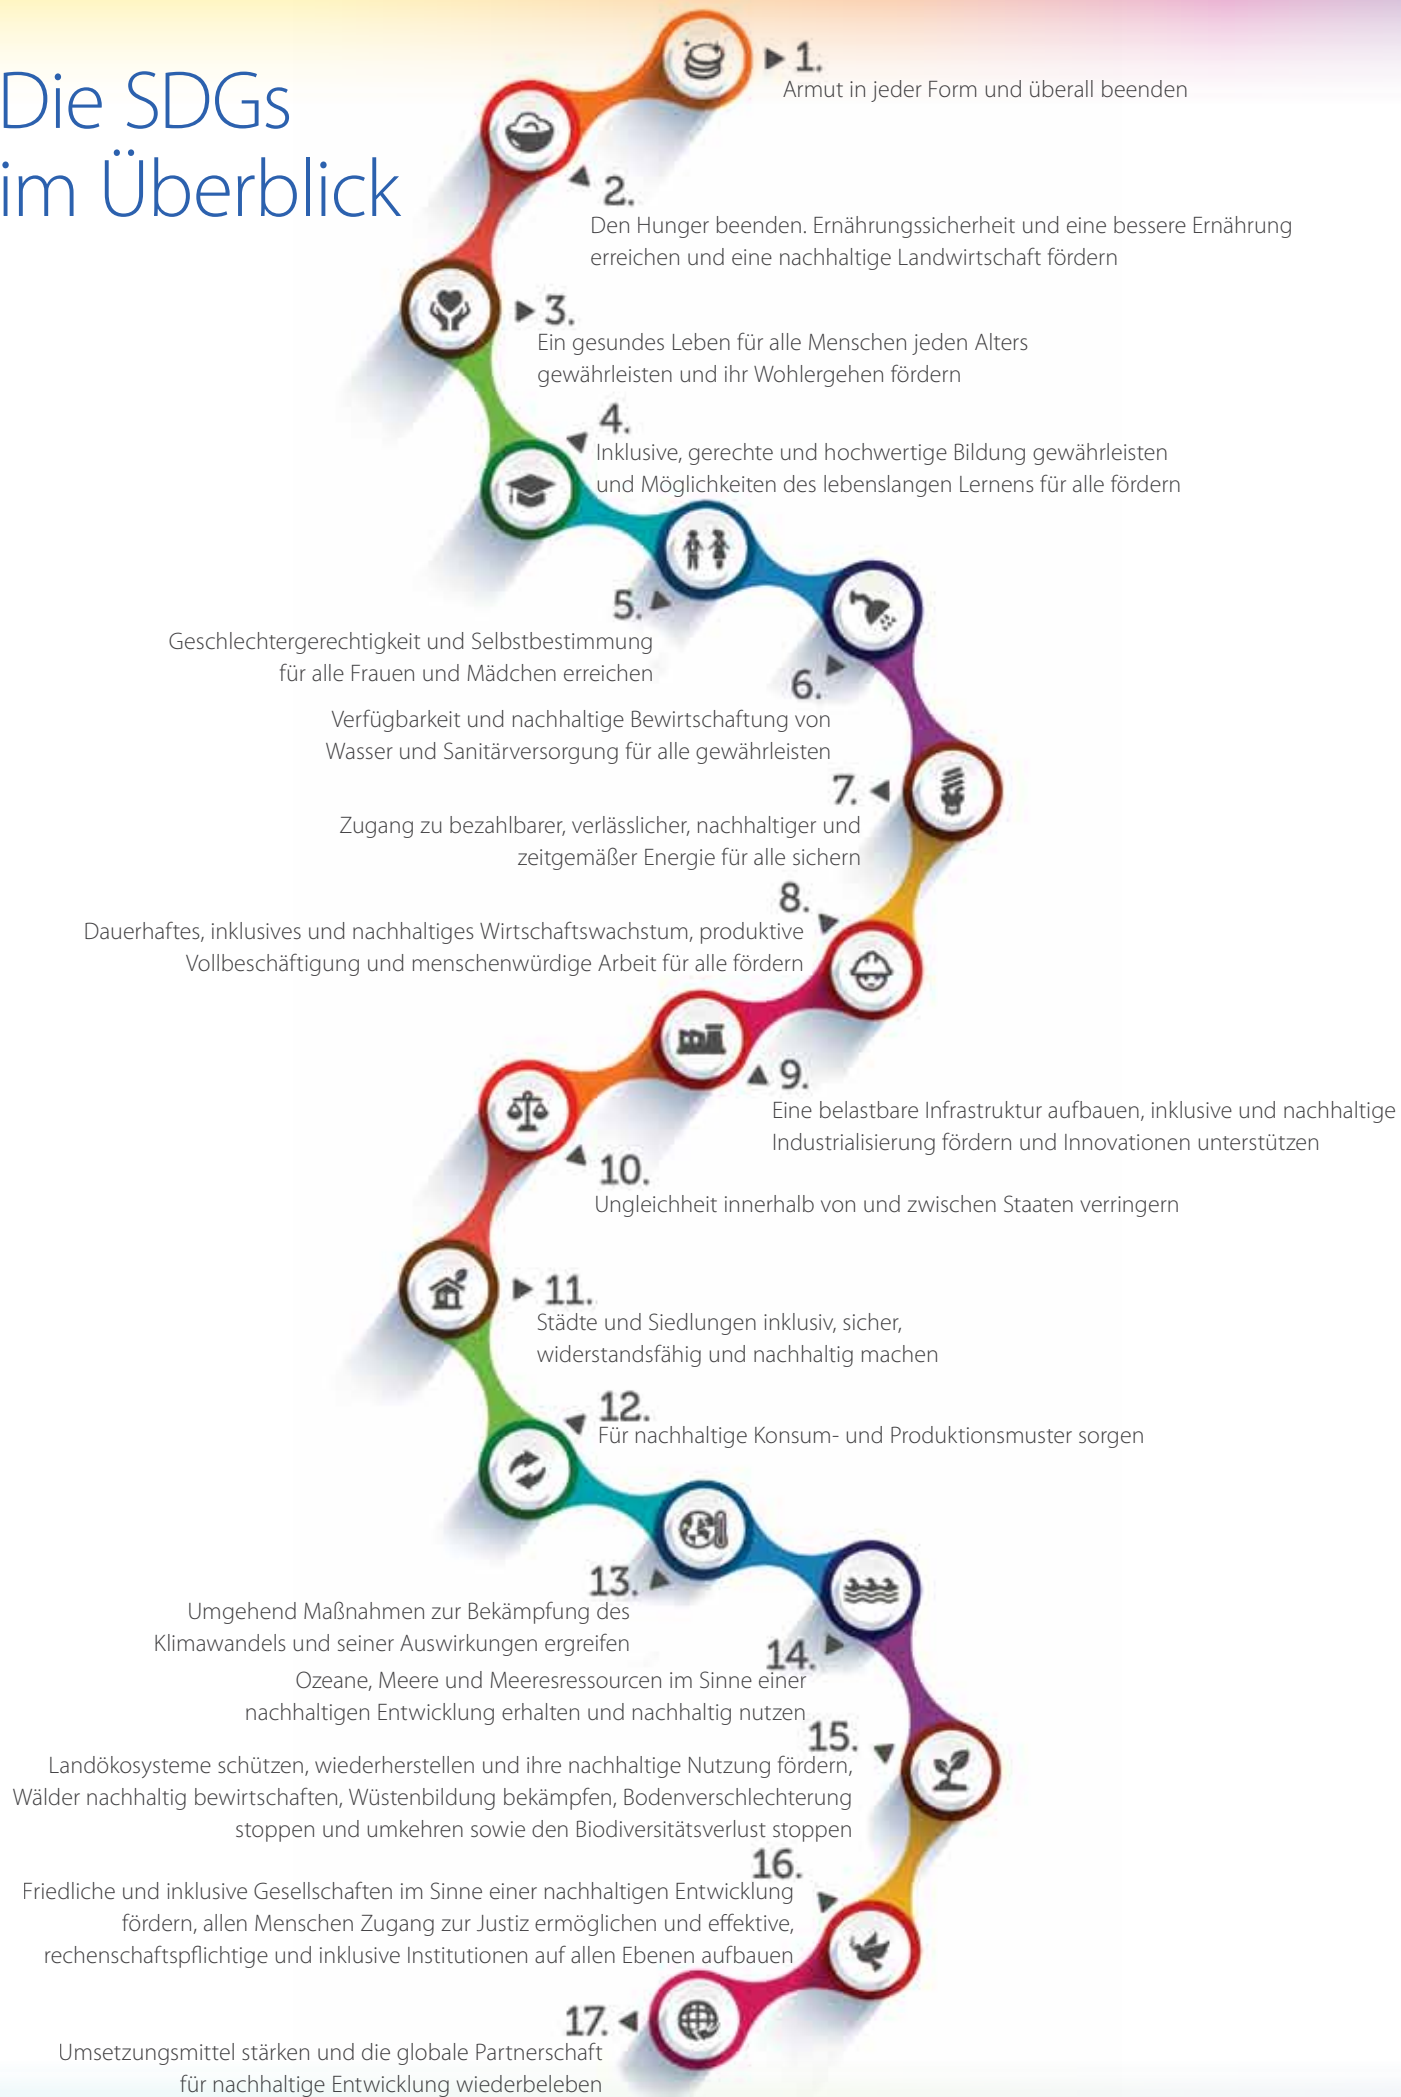 Die SDGs
im Überblick
1.
Armut in jeder Form und überall beenden
2.
Den Hunger beenden. Ernährungssicherheit und eine bessere Ernährung
erreichen und eine nachhaltige Landwirtschaft fördern
3.
Ein gesundes Leben für alle Menschen jeden Alters
gewährleisten und ihr Wohlergehen fördern
4.
Inklusive, gerechte und hochwertige Bildung gewährleisten
und Möglichkeiten des lebenslangen Lernens für alle fördern
5.
Geschlechtergerechtigkeit und Selbstbestimmung
für alle Frauen und Mädchen erreichen
6.
Verfügbarkeit und nachhaltige Bewirtschaftung von
Wasser und Sanitärversorgung für alle gewährleisten
7.
Zugang zu bezahlbarer, verlässlicher, nachhaltiger und
zeitgemäßer Energie für alle sichern
8.
Dauerhaftes, inklusives und nachhaltiges Wirtschaftswachstum, produktive
Vollbeschäftigung und menschenwürdige Arbeit für alle fördern
9.
Eine belastbare Infrastruktur aufbauen, inklusive und nachhaltige
Industrialisierung fördern und Innovationen unterstützen
10.
Ungleichheit innerhalb von und zwischen Staaten verringern
11.
Städte und Siedlungen inklusiv, sicher,
widerstandsfähig und nachhaltig machen
12.
Für nachhaltige Konsum- und Produktionsmuster sorgen
13.
Umgehend Maßnahmen zur Bekämpfung des
Klimawandels und seiner Auswirkungen ergreifen
14.
Ozeane, Meere und Meeresressourcen im Sinne einer
nachhaltigen Entwicklung erhalten und nachhaltig nutzen
15.
Landökosysteme schützen, wiederherstellen und ihre nachhaltige Nutzung fördern,
Wälder nachhaltig bewirtschaften, Wüstenbildung bekämpfen, Bodenverschlechterung
stoppen und umkehren sowie den Biodiversitätsverlust stoppen
16.
Friedliche und inklusive Gesellschaften im Sinne einer nachhaltigen Entwicklung
fördern, allen Menschen Zugang zur Justiz ermöglichen und effektive,
rechenschaftspflichtige und inklusive Institutionen auf allen Ebenen aufbauen
17.
Umsetzungsmittel stärken und die globale Partnerschaft
für nachhaltige Entwicklung wiederbeleben